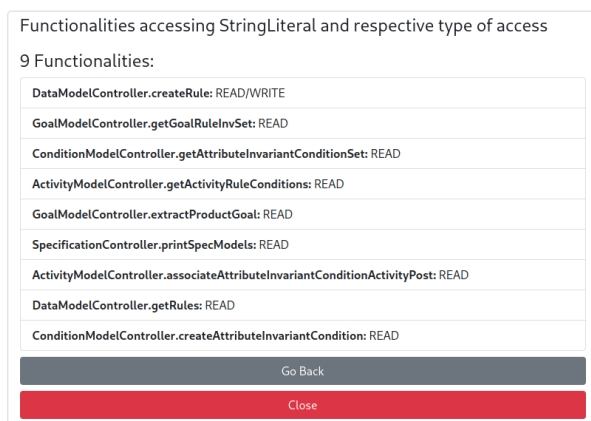 Functionalities accessing StringLiteral and respective type of access
9 Functionalities:
DataModelController.createRule: READ/WRITE
GoalModelController.getGoalRuleInvSet: READ
ConditionModelController.getAttributeInvariantConditionSet: READ
ActivityModelController.getActivityRuleConditions: READ
GoalModelController.extractProductGoal: READ
SpecificationController.printSpecModels: READ
ActivityModelController.associateAttributeInvariantConditionActivityPost: READ
DataModelController.getRules: READ
ConditionModelController.createAttributeInvariantCondition: READ
Go Back
Close